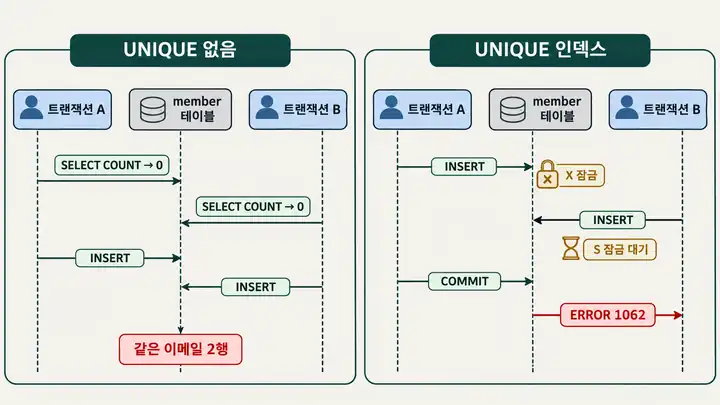 UNIQUE 없음
트랜잭션 A
member
테이블
트랜잭션 B
SELECT COUNT → 0
SELECT COUNT → 0
INSERT
INSERT
같은 이메일 2행
UNIQUE 인덱스
트랜잭션 A
member
테이블
트랜잭션 B
INSERT
X 잠금
INSERT
S 잠금 대기
COMMIT
ERROR 1062